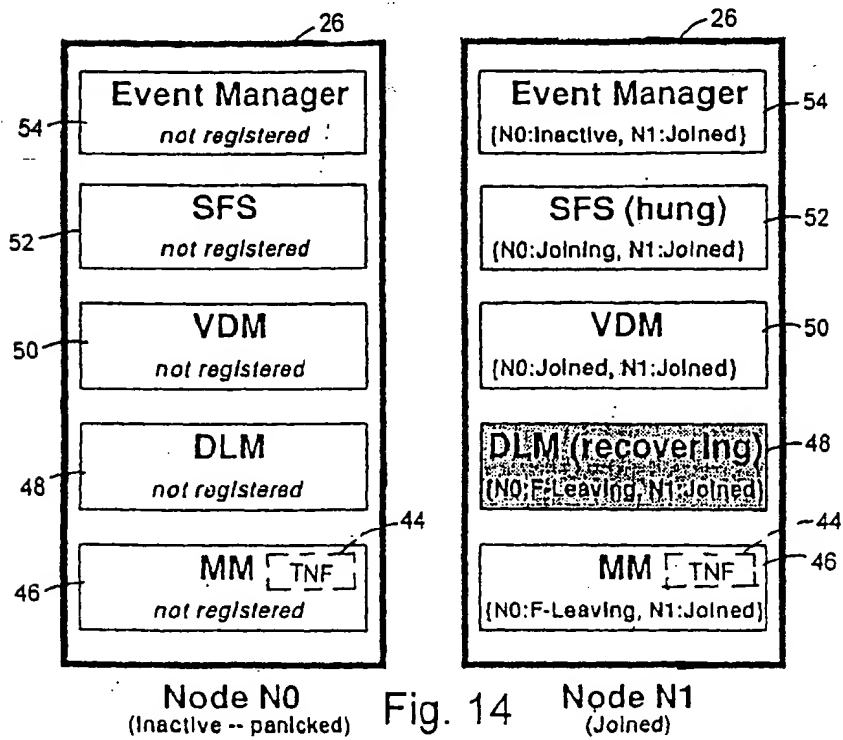 26
Event Manager
not registered
54
SFS
not registered
52
VDM
not registered
50
DLM
not registered
48
44
MM
TNF
not registered
46
Node N0
(Inactive -- panicked)
Fig. 14
26
Event Manager
{N0:Inactive, N1:Joined}
54
SFS (hung)
{N0:Joining, N1:Joined}
52
VDM
{N0:Joined, N1:Joined}
50
DLM (recovering)
{N0:F-Leaving, N1:Joined}
48
44
MM
TNF
46
{N0:F-Leaving, N1:Joined}
Node N1
(Joined)